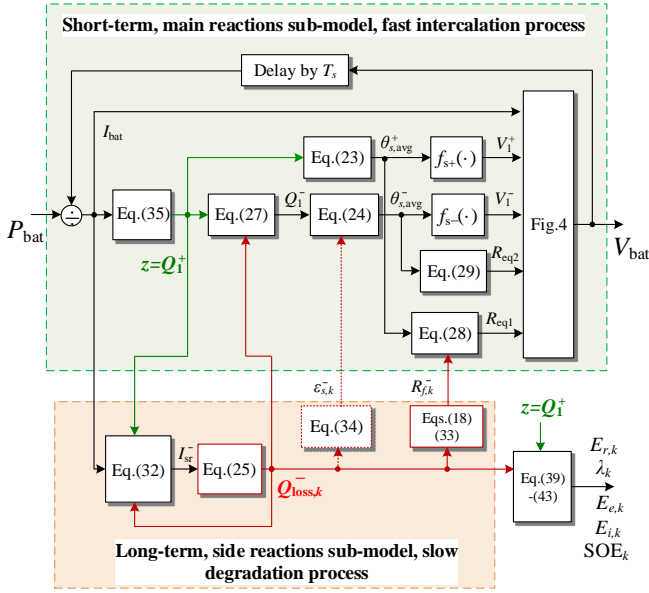 Short-term, main reactions sub-model, fast intercalation process
Delay by T_s
I_bat
θ^+_{s,avg}
V_1^+
Eq.(23)
f_{s+}(·)
÷
Eq.(35)
Eq.(27)
Q_1^-
Eq.(24)
θ^-_{s,avg}
f_{s-}(·)
V_1^-
Fig.4
P_bat
V_bat
z=Q_1^+
Eq.(29)
R_eq2
Eq.(28)
R_eq1
ε^-_{s,k}
R^-_{f,k}
z=Q_1^+
Eq.(32)
I^-_sr
Eq.(25)
Eq.(34)
Eqs.(18)
(33)
Q^-_{loss,k}
Eq.(39)
-(43)
E_{r,k}
λ_k
E_{e,k}
E_{i,k}
SOE_k
Long-term, side reactions sub-model, slow
degradation process